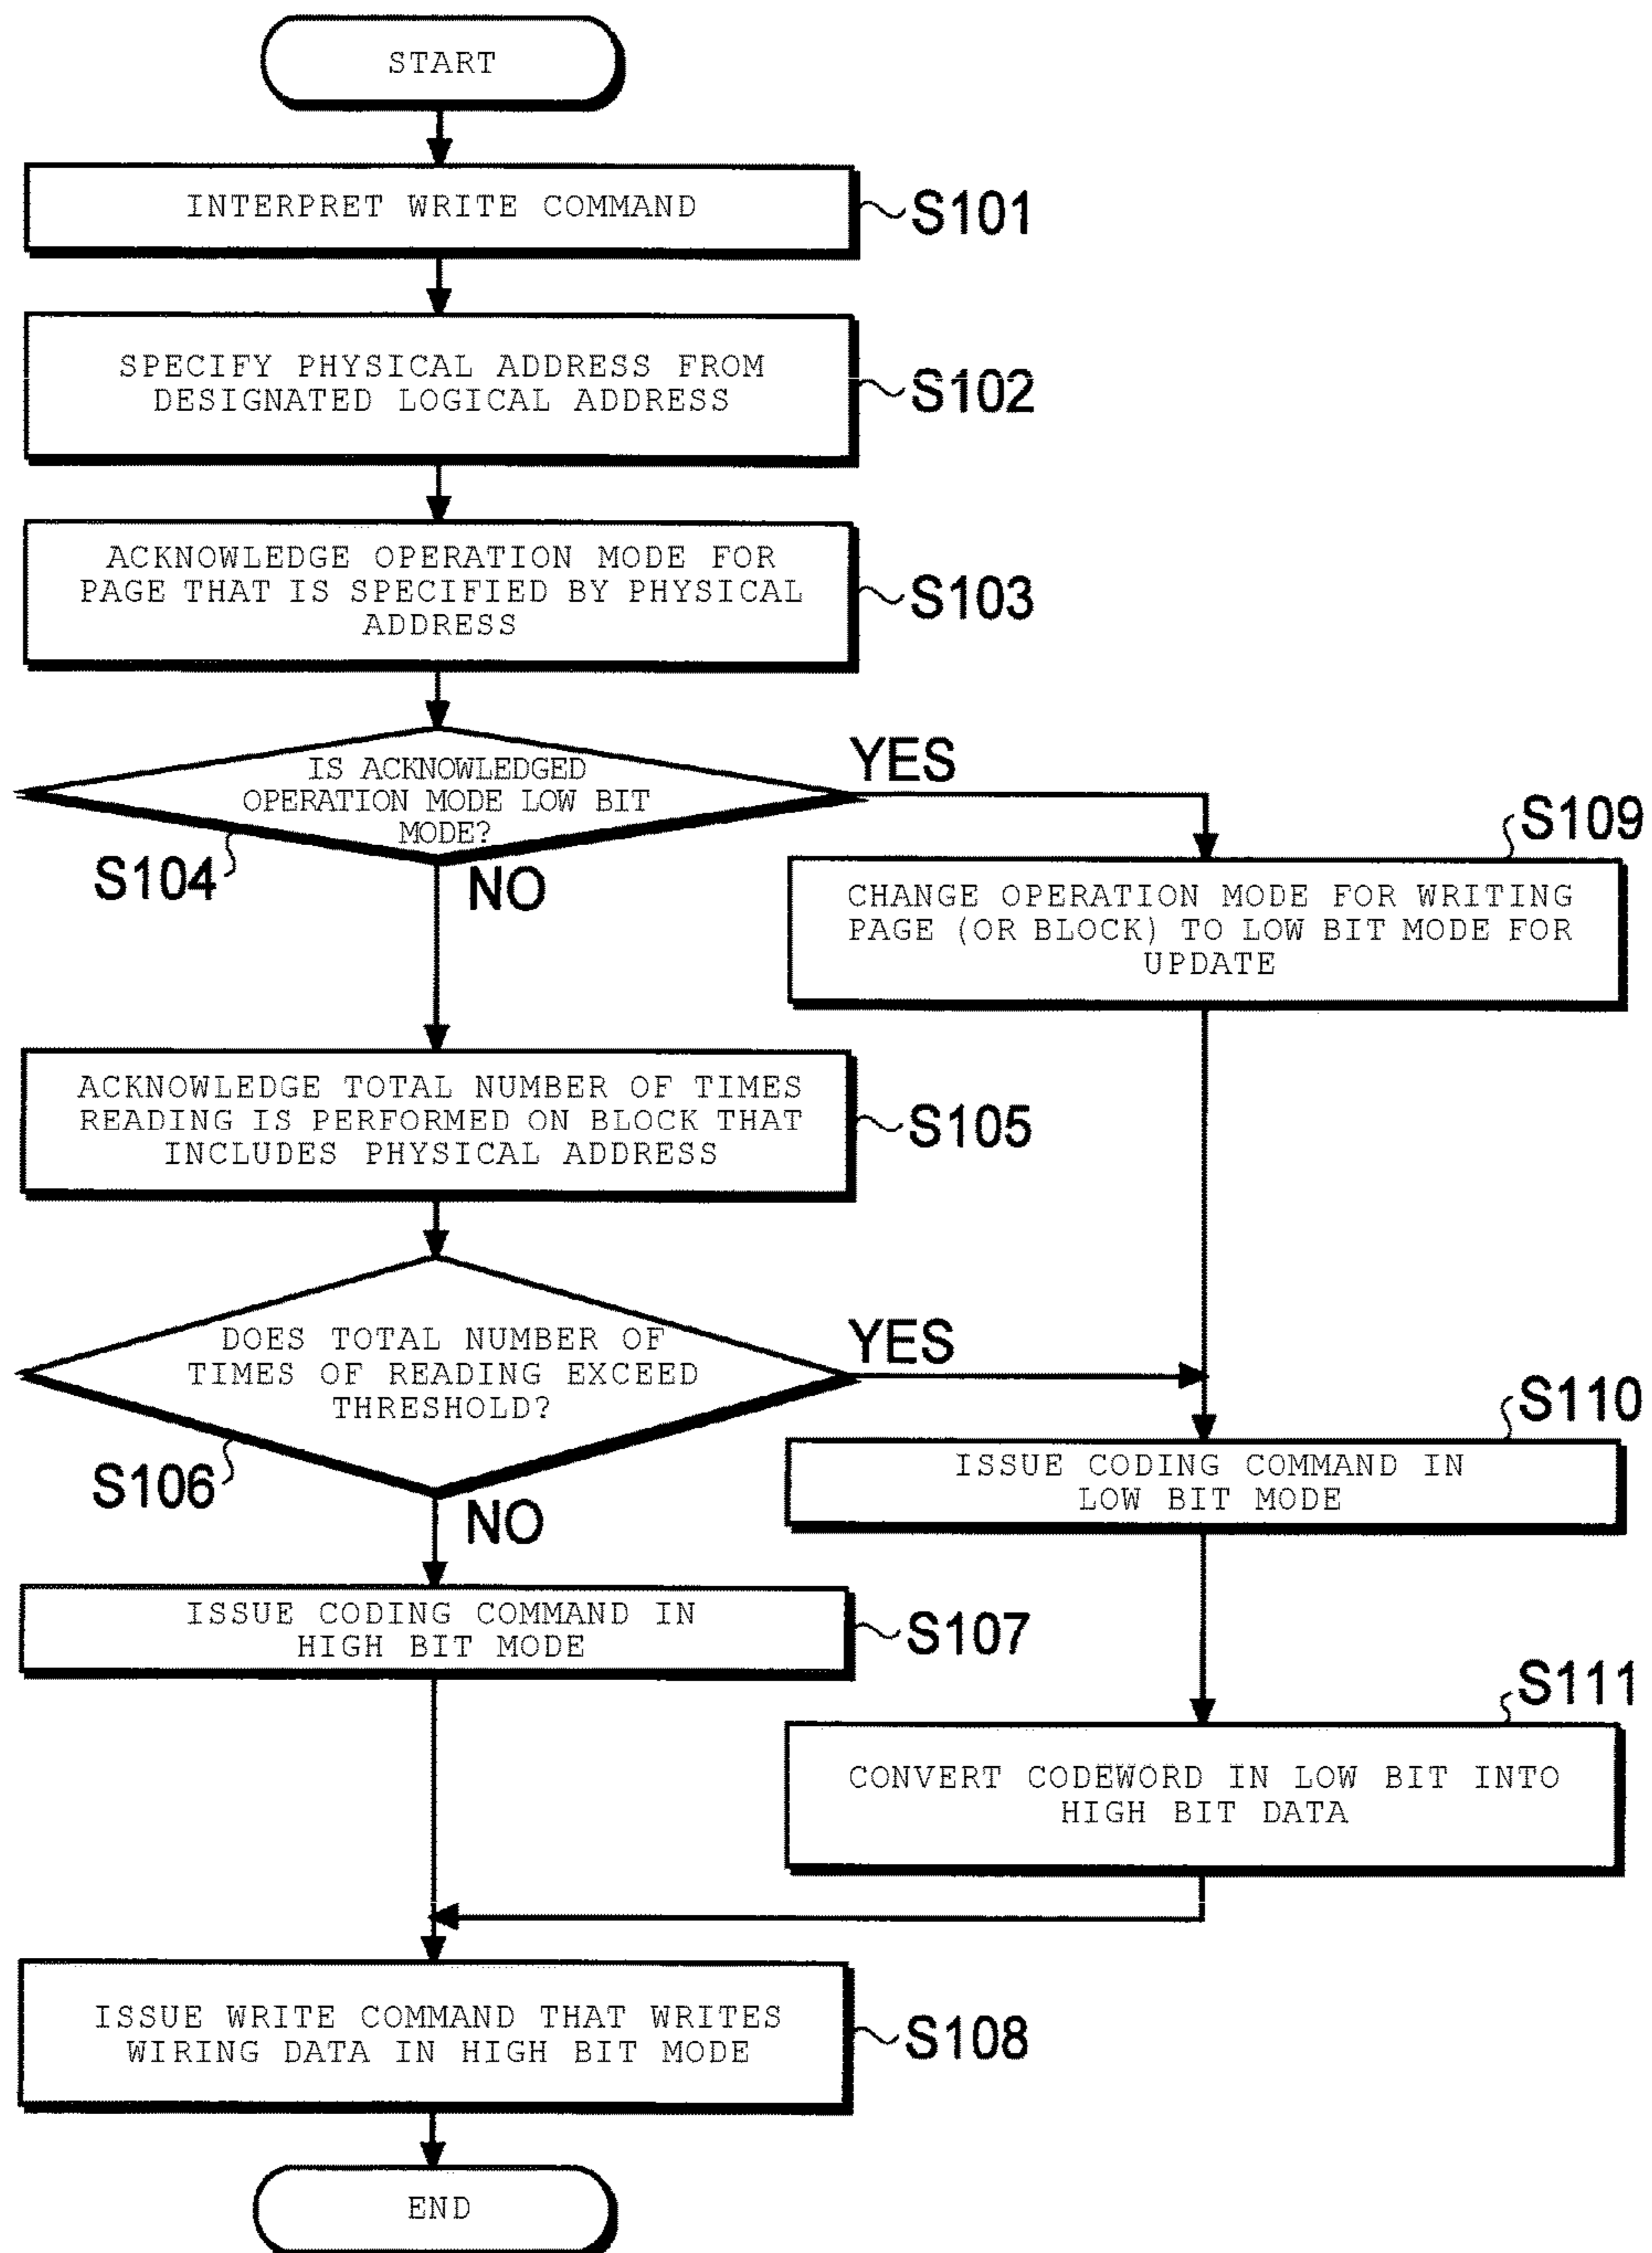 START
INTERPRET WRITE COMMAND
S101
SPECIFY PHYSICAL ADDRESS FROM
DESIGNATED LOGICAL ADDRESS
S102
ACKNOWLEDGE OPERATION MODE FOR
PAGE THAT IS SPECIFIED BY PHYSICAL
ADDRESS
S103
IS ACKNOWLEDGED
OPERATION MODE LOW BIT
MODE?
S104
YES
NO
S109
CHANGE OPERATION MODE FOR WRITING
PAGE (OR BLOCK) TO LOW BIT MODE FOR
UPDATE
ACKNOWLEDGE TOTAL NUMBER OF TIMES
READING IS PERFORMED ON BLOCK THAT
INCLUDES PHYSICAL ADDRESS
S105
DOES TOTAL NUMBER OF
TIMES OF READING EXCEED
THRESHOLD?
S106
YES
NO
S110
ISSUE CODING COMMAND IN
LOW BIT MODE
ISSUE CODING COMMAND IN
HIGH BIT MODE
S107
S111
CONVERT CODEWORD IN LOW BIT INTO
HIGH BIT DATA
ISSUE WRITE COMMAND THAT WRITES
WIRING DATA IN HIGH BIT MODE
S108
END